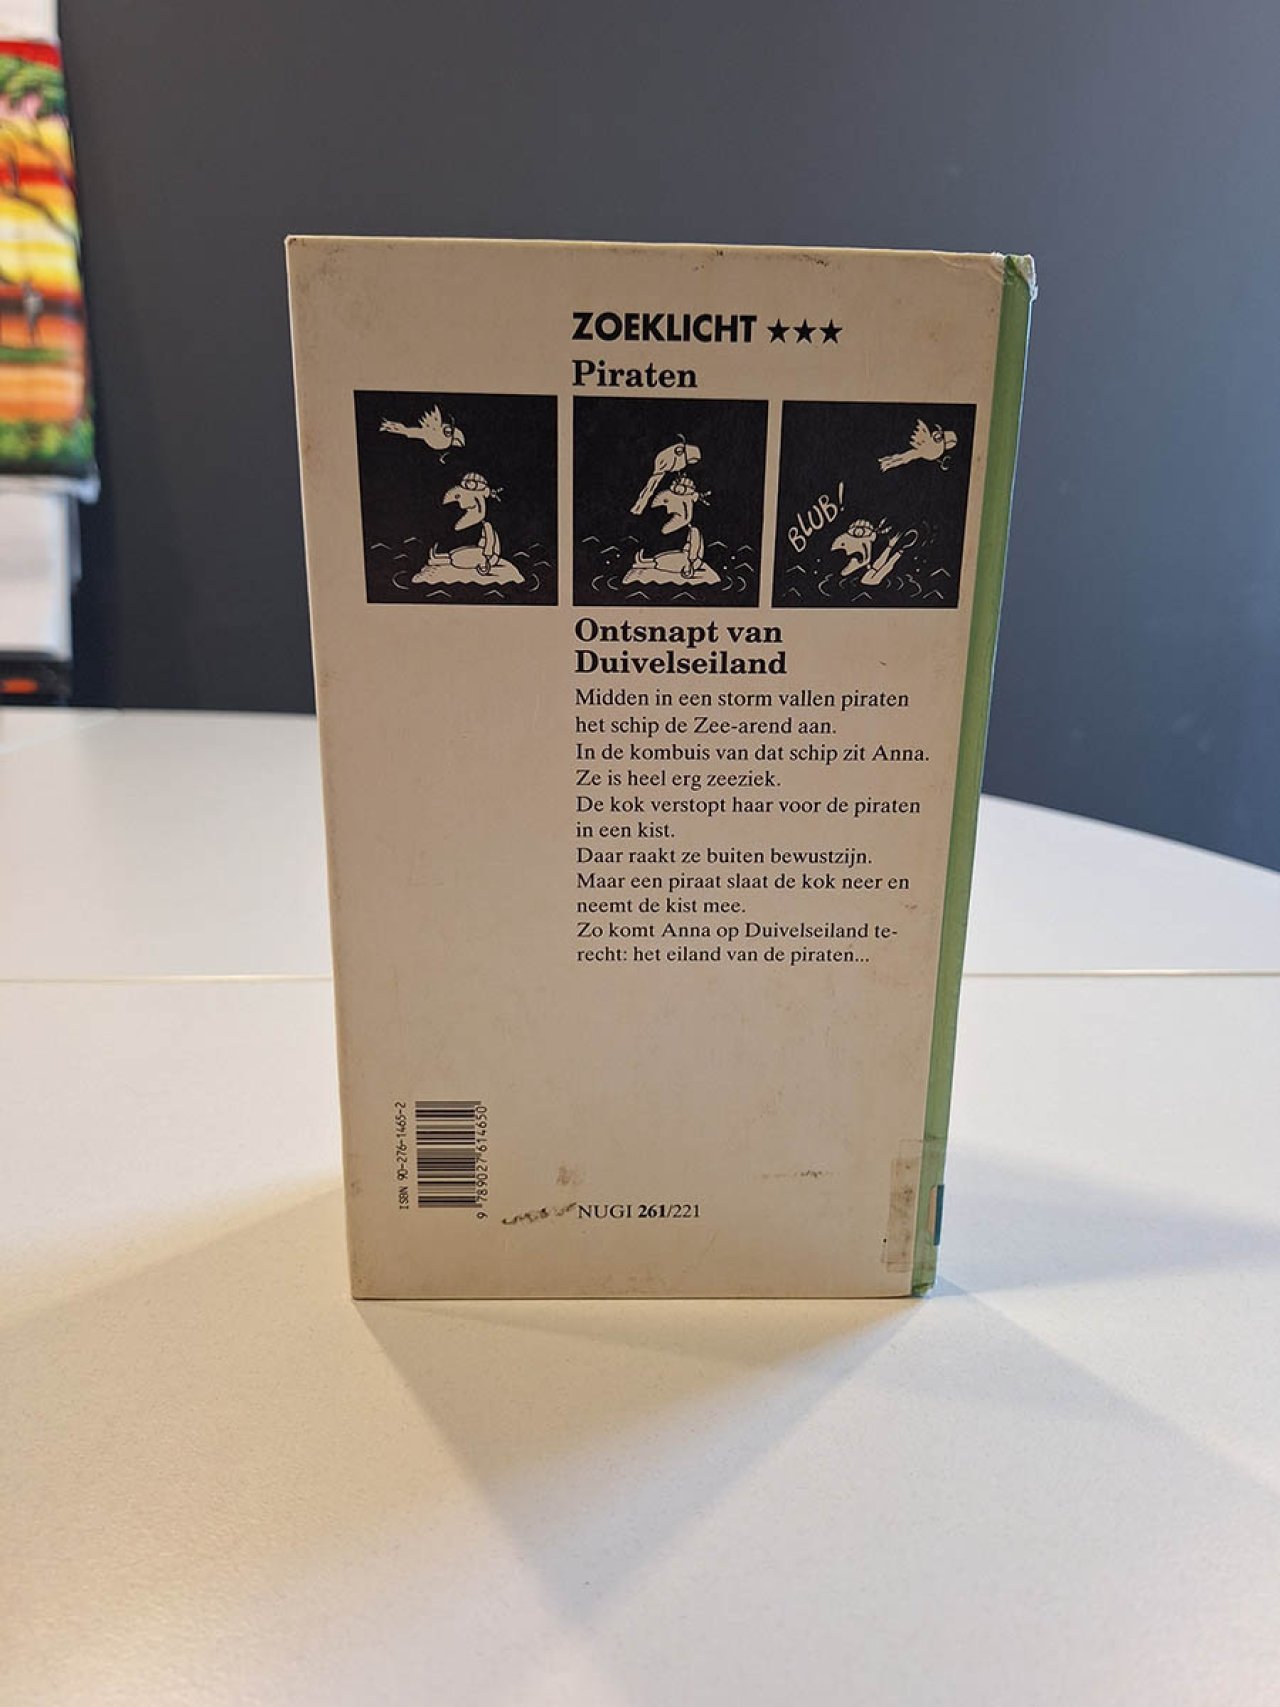 ZOEKLICHT ★★★
Piraten
BLUB!
Ontsnapt van
Duivelseiland
Midden in een storm vallen piraten
het schip de Zee-arend aan.
In de kombuis van dat schip zit Anna.
Ze is heel erg zeeziek.
De kok verstopt haar voor de piraten
in een kist.
Daar raakt ze buiten bewustzijn.
Maar een piraat slaat de kok neer en
neemt de kist mee.
Zo komt Anna op Duivelseiland te-
recht: het eiland van de piraten...
ISBN 90-276-1465-2
9 789027 614650
NUGI 261/221